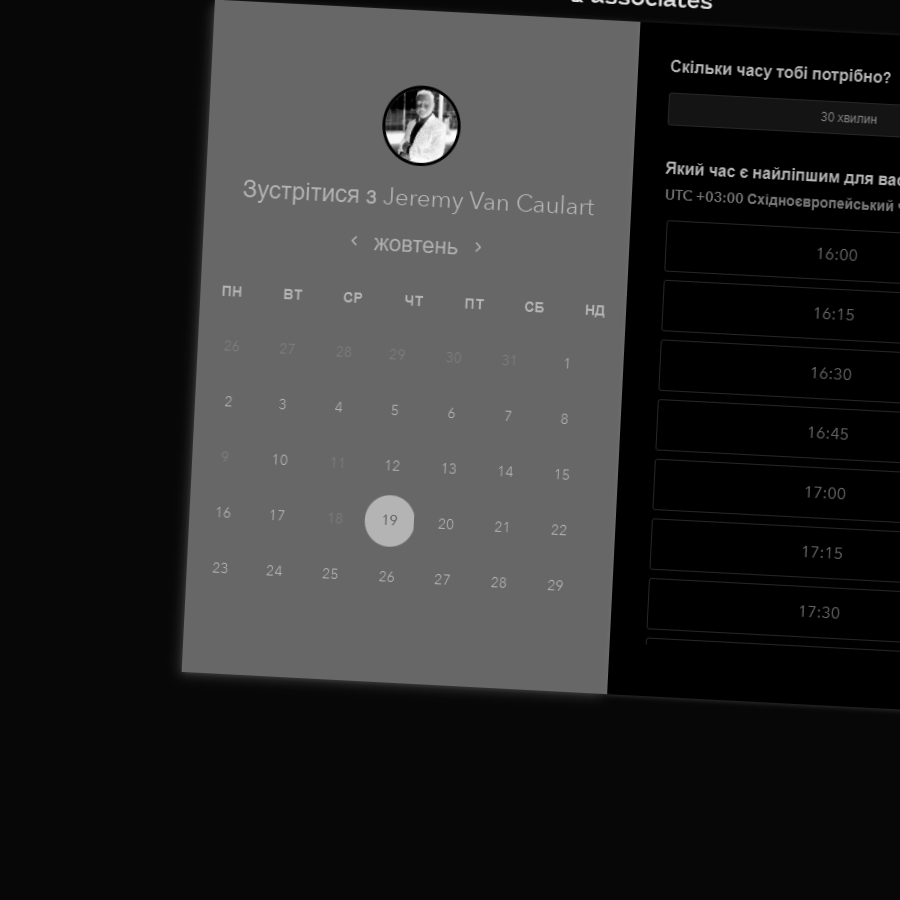 & associates
Зустрітися з Jeremy Van Caulart
жовтень
ПН ВТ СР ЧТ ПТ СБ НД
26 27 28 29 30 31 1
2 3 4 5 6 7 8
9 10 11 12 13 14 15
16 17 18 19 20 21 22
23 24 25 26 27 28 29
Скільки часу тобі потрібно?
30 хвилин
Який час є найліпшим для вас
UTC +03:00 Східноєвропейський
16:00
16:15
16:30
16:45
17:00
17:15
17:30